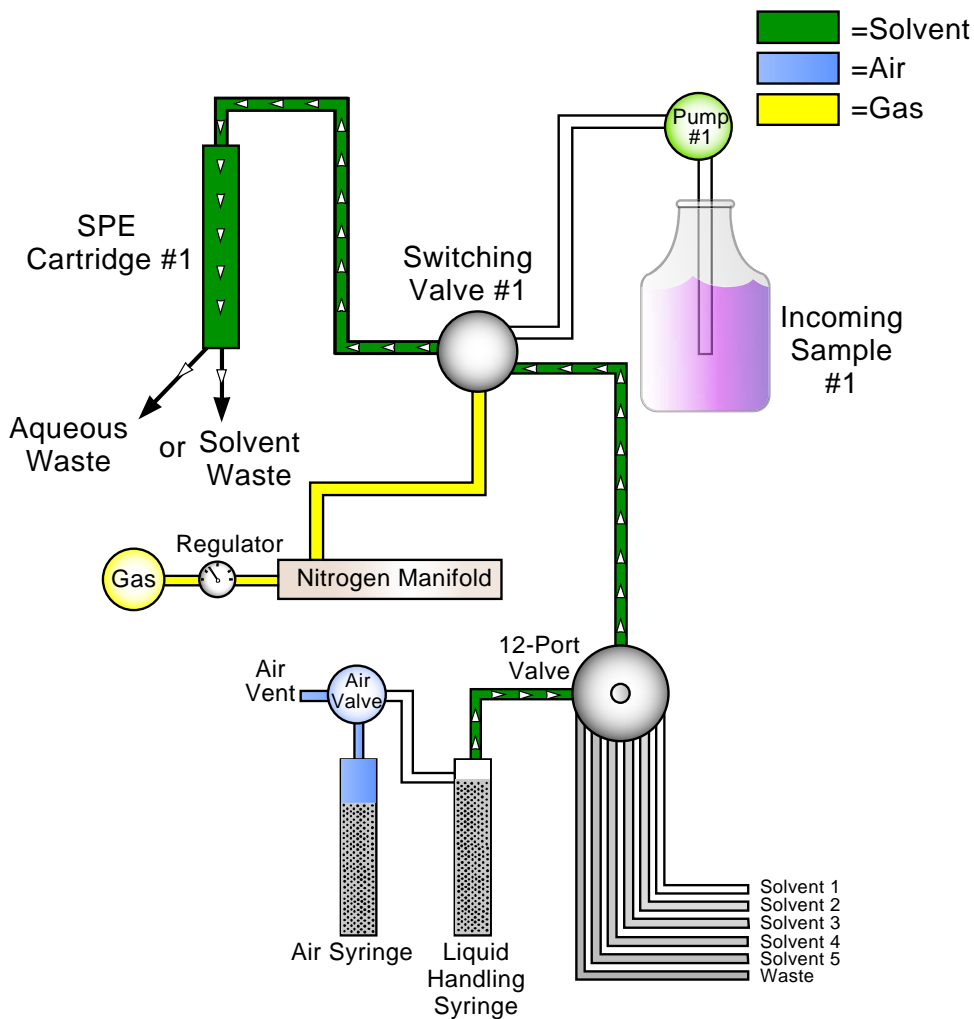 =Solvent
=Air
=Gas
Pump
#1
SPE
Cartridge #1
Switching
Valve #1
Incoming
Sample
#1
Aqueous
Waste
or
Solvent
Waste
Regulator
Gas
Nitrogen Manifold
12-Port
Valve
Air
Vent
Air
Valve
Solvent 1
Solvent 2
Solvent 3
Solvent 4
Solvent 5
Waste
Air Syringe
Liquid
Handling
Syringe